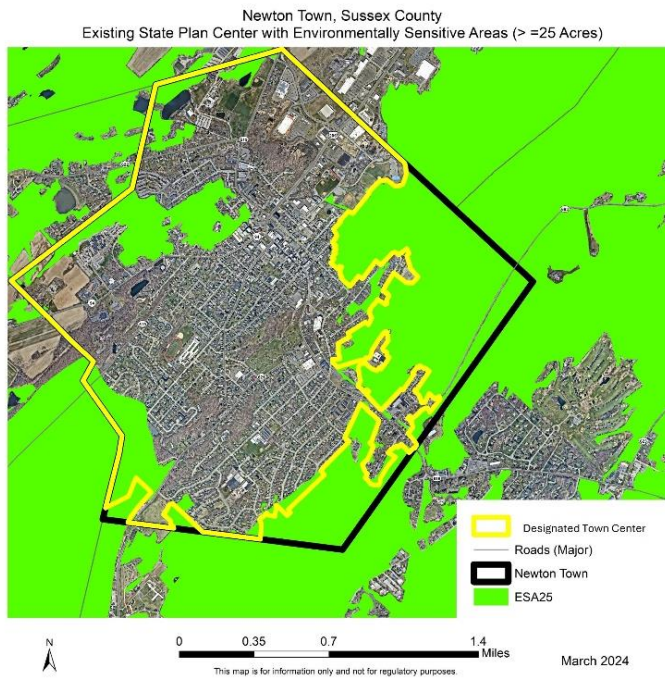 Newton Town, Sussex County
Existing State Plan Center with Environmentally Sensitive Areas (> =25 Acres)
Designated Town Center
Roads (Major)
Newton Town
ESA25
N
0 0.35 0.7 1.4
Miles
This map is for information only and not for regulatory purposes.
March 2024